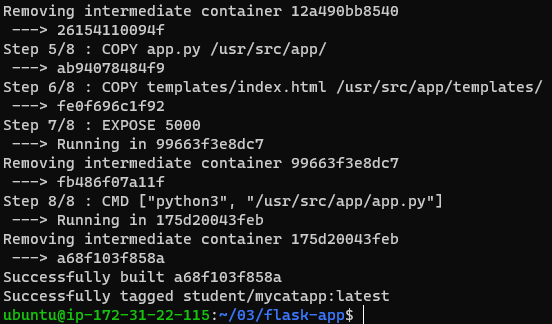 Removing intermediate container 12a490bb8540
 ---> 26154110094f
Step 5/8 : COPY app.py /usr/src/app/
 ---> ab94078484f9
Step 6/8 : COPY templates/index.html /usr/src/app/templates/
 ---> fe0f696c1f92
Step 7/8 : EXPOSE 5000
 ---> Running in 99663f3e8dc7
Removing intermediate container 99663f3e8dc7
 ---> fb486f07a11f
Step 8/8 : CMD ["python3", "/usr/src/app/app.py"]
 ---> Running in 175d20043feb
Removing intermediate container 175d20043feb
 ---> a68f103f858a
Successfully built a68f103f858a
Successfully tagged student/mycatapp:latest
ubuntu@ip-172-31-22-115:~/03/flask-app$